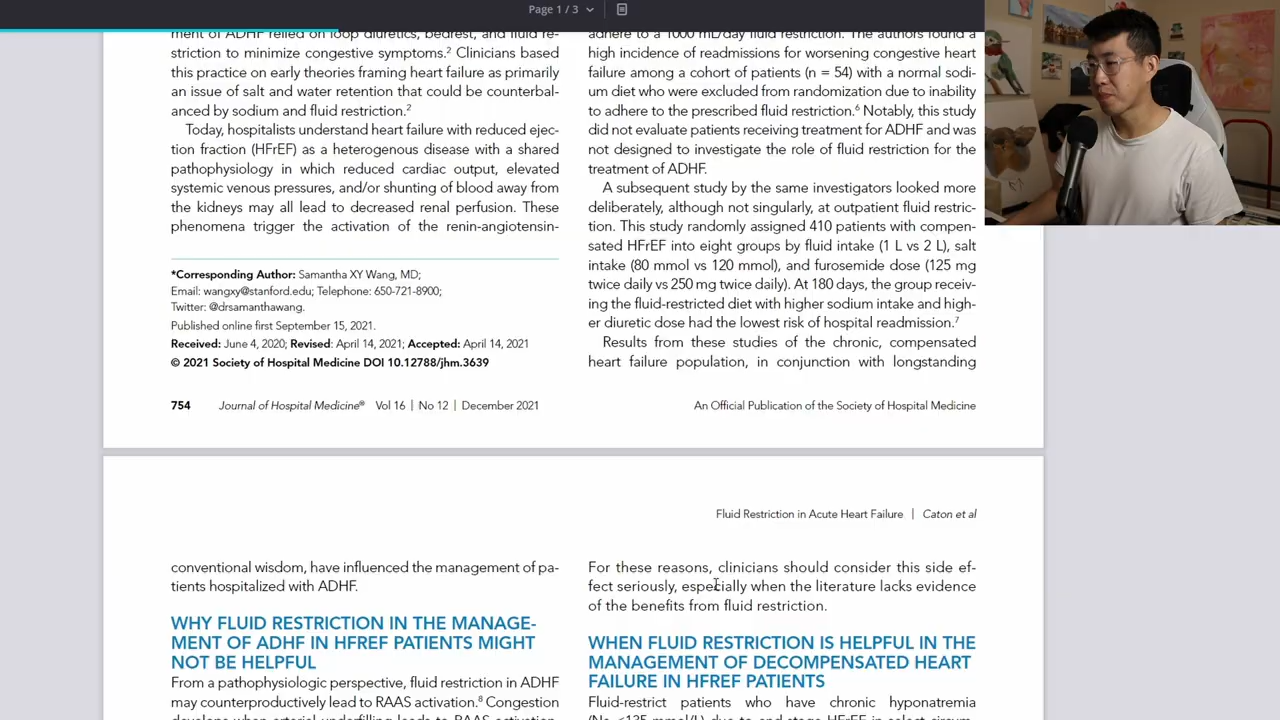 Page 1 / 3
ment of ADHF relied on loop diuretics, bedrest, and fluid re-
striction to minimize congestive symptoms.2 Clinicians based
this practice on early theories framing heart failure as primarily
an issue of salt and water retention that could be counterbal-
anced by sodium and fluid restriction.2
Today, hospitalists understand heart failure with reduced ejec-
tion fraction (HFrEF) as a heterogenous disease with a shared
pathophysiology in which reduced cardiac output, elevated
systemic venous pressures, and/or shunting of blood away from
the kidneys may all lead to decreased renal perfusion. These
phenomena trigger the activation of the renin-angiotensin-
*Corresponding Author: Samantha XY Wang, MD;
Email: wangxy@stanford.edu; Telephone: 650-721-8900;
Twitter: @drsamanthawang.
Published online first September 15, 2021.
Received: June 4, 2020; Revised: April 14, 2021; Accepted: April 14, 2021
© 2021 Society of Hospital Medicine DOI 10.12788/jhm.3639
adhere to a 1000 mL/day fluid restriction. The authors found a
high incidence of readmissions for worsening congestive heart
failure among a cohort of patients (n = 54) with a normal sodi-
um diet who were excluded from randomization due to inability
to adhere to the prescribed fluid restriction.6 Notably, this study
did not evaluate patients receiving treatment for ADHF and was
not designed to investigate the role of fluid restriction for the
treatment of ADHF.
A subsequent study by the same investigators looked more
deliberately, although not singularly, at outpatient fluid restric-
tion. This study randomly assigned 410 patients with compen-
sated HFrEF into eight groups by fluid intake (1 L vs 2 L), salt
intake (80 mmol vs 120 mmol), and furosemide dose (125 mg
twice daily vs 250 mg twice daily). At 180 days, the group receiv-
ing the fluid-restricted diet with higher sodium intake and high-
er diuretic dose had the lowest risk of hospital readmission.7
Results from these studies of the chronic, compensated
heart failure population, in conjunction with longstanding
754 Journal of Hospital Medicine® Vol 16 | No 12 | December 2021
An Official Publication of the Society of Hospital Medicine
Fluid Restriction in Acute Heart Failure | Caton et al
conventional wisdom, have influenced the management of pa-
tients hospitalized with ADHF.
WHY FLUID RESTRICTION IN THE MANAGE-
MENT OF ADHF IN HFREF PATIENTS MIGHT
NOT BE HELPFUL
From a pathophysiologic perspective, fluid restriction in ADHF
may counterproductively lead to RAAS activation.8 Congestion
develops when arterial underfilling leads to RAAS activation,
For these reasons, clinicians should consider this side ef-
fect seriously, especially when the literature lacks evidence
of the benefits from fluid restriction.
WHEN FLUID RESTRICTION IS HELPFUL IN THE
MANAGEMENT OF DECOMPENSATED HEART
FAILURE IN HFREF PATIENTS
Fluid-restrict patients who have chronic hyponatremia
(Na <135 mmol/L) due to end-stage HFrEF in select circum-